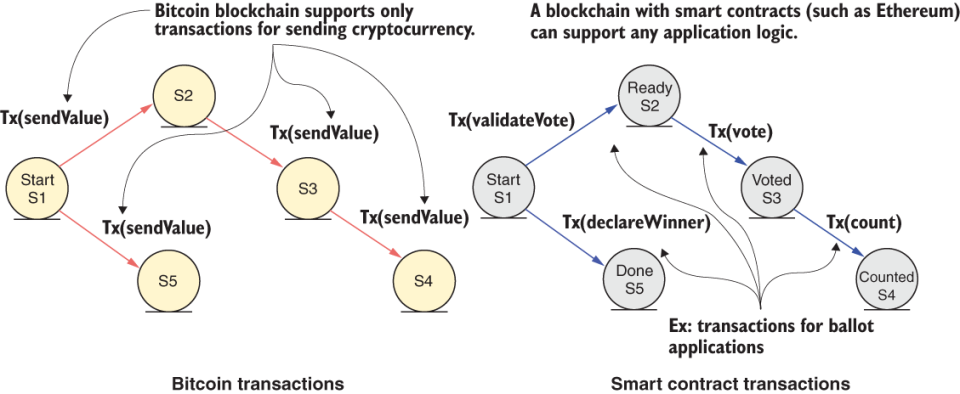 Bitcoin blockchain supports only
transactions for sending cryptocurrency.
Tx(sendValue)
S2
Tx(sendValue)
Start
S1
S3
Tx(sendValue)
Tx(sendValue)
S5
S4
Bitcoin transactions
A blockchain with smart contracts (such as Ethereum)
can support any application logic.
Ready
S2
Tx(validateVote)
Tx(vote)
Start
S1
Voted
S3
Tx(declareWinner)
Tx(count)
Done
S5
Counted
S4
Ex: transactions for ballot
applications
Smart contract transactions